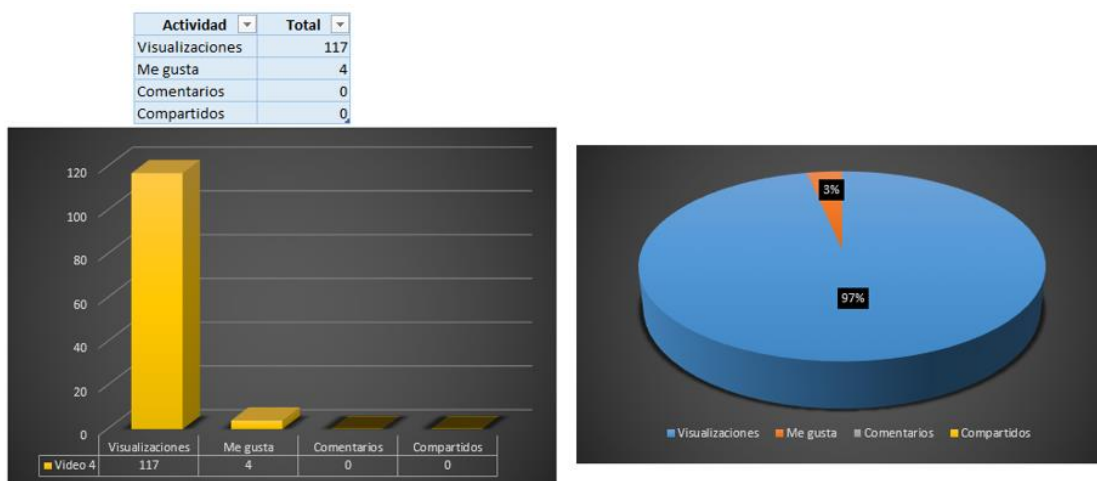 Actividad Total
Visualizaciones 117
Me gusta 4
Comentarios 0
Compartidos 0
120
100
80
60
40
20
0
Visualizaciones Me gusta Comentarios Compartidos
Video 4 117 4 0 0
3%
97%
Visualizaciones Me gusta Comentarios Compartidos